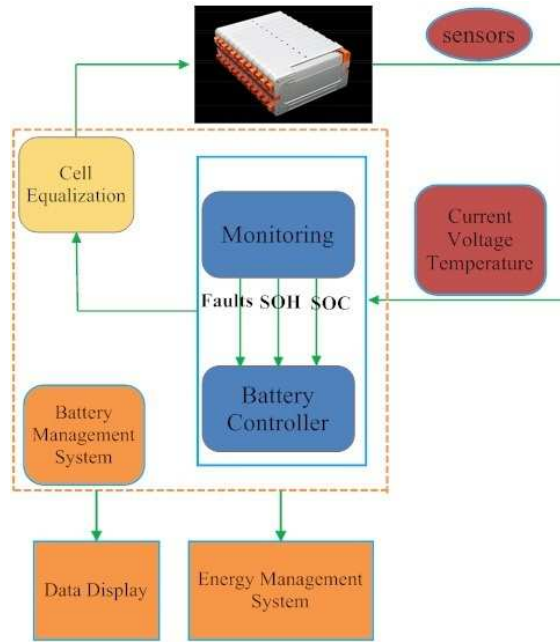 sensors
Cell
Equalization
Monitoring
Current
Voltage
Temperature
Faults SOH SOC
Battery
Controller
Battery
Management
System
Data Display
Energy Management
System